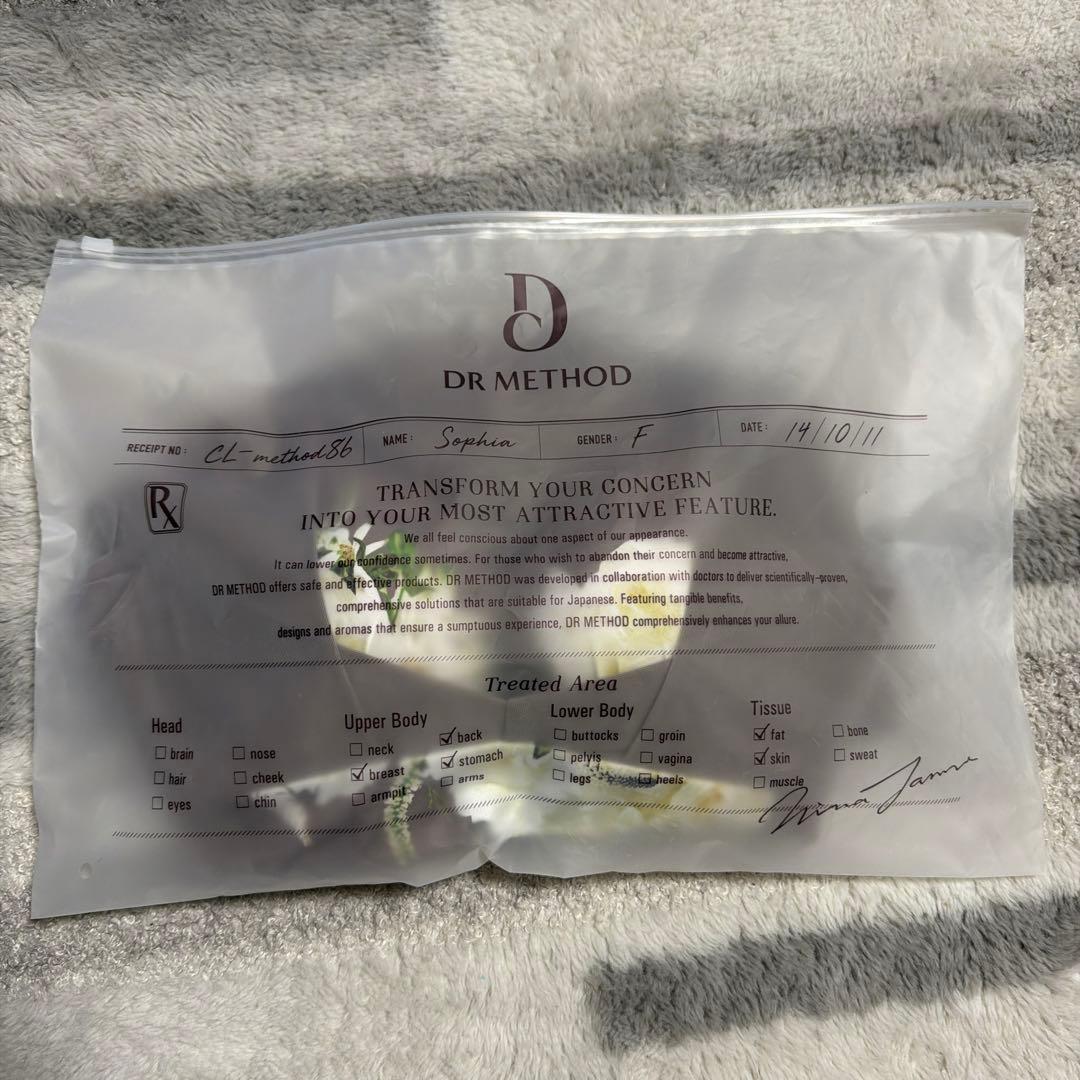 DC
DR METHOD
RECEIPT NO : CL-method86 NAME : Sophia GENDER : F DATE : 14/10/11
Rx
TRANSFORM YOUR CONCERN
INTO YOUR MOST ATTRACTIVE FEATURE.
We all feel conscious about one aspect of our appearance.
It can lower our confidence sometimes. For those who wish to abandon their concern and become attractive,
DR METHOD offers safe and effective products. DR METHOD was developed in collaboration with doctors to deliver scientifically-proven,
comprehensive solutions that are suitable for Japanese. Featuring tangible benefits,
designs and aromas that ensure a sumptuous experience, DR METHOD comprehensively enhances your allure.
Treated Area
Head
brain
hair
eyes
nose
cheek
chin
Upper Body
neck
breast
armpit
back
stomach
arms
Lower Body
buttocks
pelvis
legs
groin
vagina
heels
Tissue
fat
skin
muscle
bone
sweat